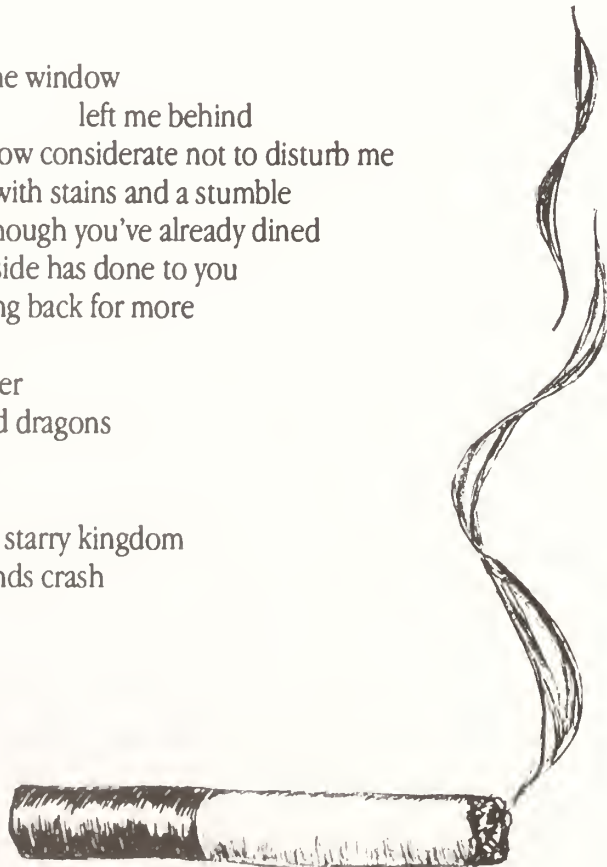 ne window
left me behind
ow considerate not to disturb me
with stains and a stumble
hough you've already dined
side has done to you
ng back for more
er
d dragons
starry kingdom
nds crash